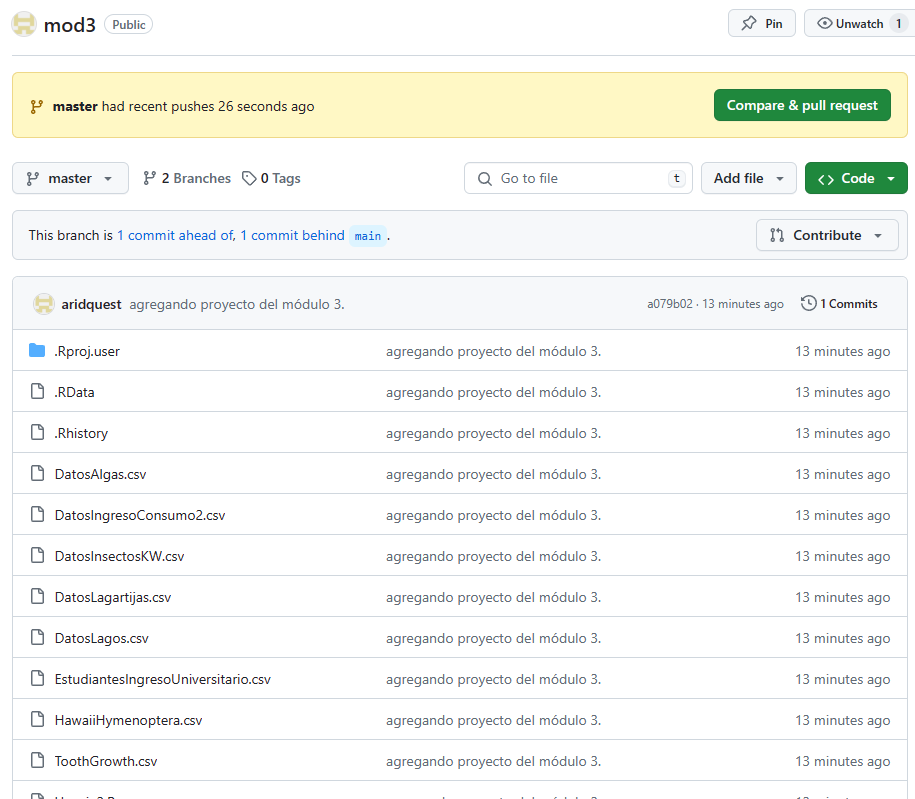 mod3 Public Pin Unwatch 1
master had recent pushes 26 seconds ago Compare & pull request
master 2 Branches 0 Tags Go to file t Add file <> Code
This branch is 1 commit ahead of, 1 commit behind main . Contribute
aridquest agregando proyecto del módulo 3. a079b02 · 13 minutes ago 1 Commits
.Rproj.user agregando proyecto del módulo 3. 13 minutes ago
.RData agregando proyecto del módulo 3. 13 minutes ago
.Rhistory agregando proyecto del módulo 3. 13 minutes ago
DatosAlgas.csv agregando proyecto del módulo 3. 13 minutes ago
DatosIngresoConsumo2.csv agregando proyecto del módulo 3. 13 minutes ago
DatosInsectosKW.csv agregando proyecto del módulo 3. 13 minutes ago
DatosLagartijas.csv agregando proyecto del módulo 3. 13 minutes ago
DatosLagos.csv agregando proyecto del módulo 3. 13 minutes ago
EstudiantesIngresoUniversitario.csv agregando proyecto del módulo 3. 13 minutes ago
HawaiiHymenoptera.csv agregando proyecto del módulo 3. 13 minutes ago
ToothGrowth.csv agregando proyecto del módulo 3. 13 minutes ago